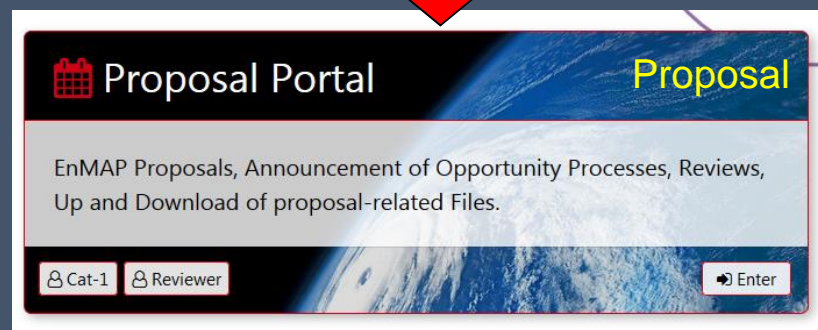 Proposal Portal
Proposal
EnMAP Proposals, Announcement of Opportunity Processes, Reviews,
Up and Download of proposal-related Files.
Cat-1
Reviewer
Enter